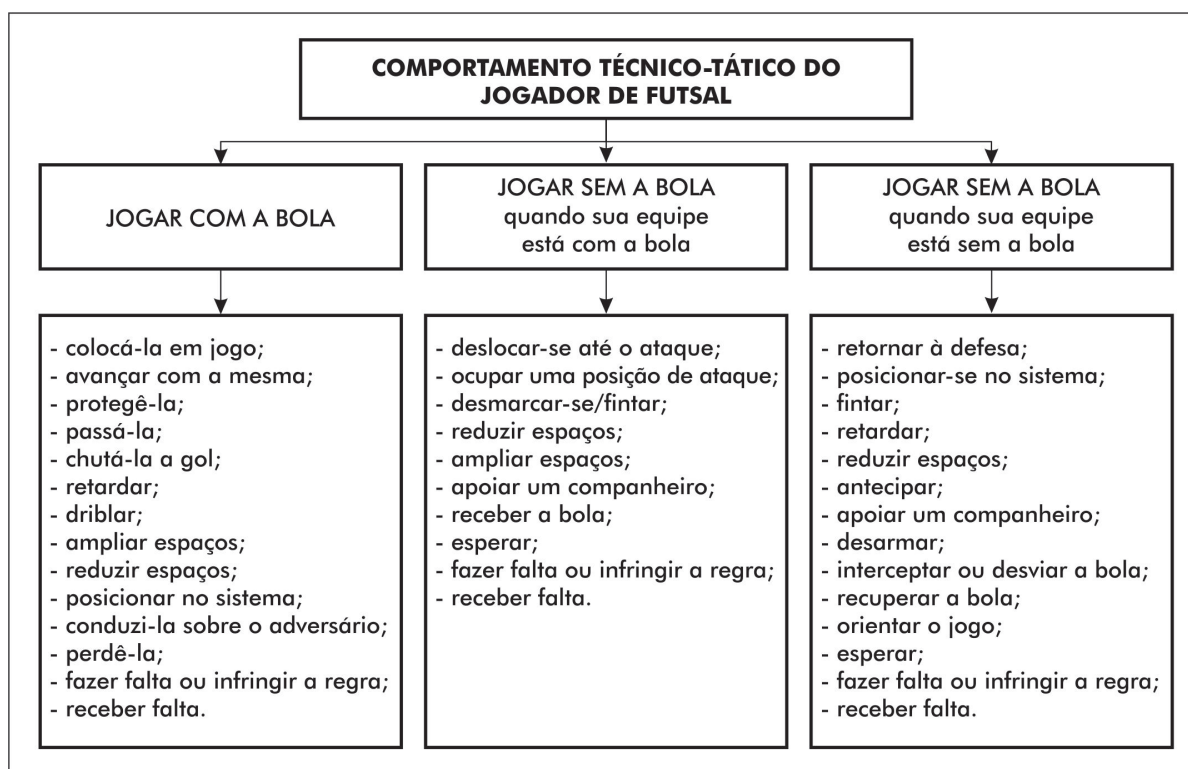 COMPORTAMENTO TÉCNICO-TÁTICO DO
JOGADOR DE FUTSAL
JOGAR COM A BOLA
JOGAR SEM A BOLA
quando sua equipe
está com a bola
JOGAR SEM A BOLA
quando sua equipe
está sem a bola
- colocá-la em jogo;
- avançar com a mesma;
- protegê-la;
- passá-la;
- chutá-la a gol;
- retardar;
- driblar;
- ampliar espaços;
- reduzir espaços;
- posicionar no sistema;
- conduzi-la sobre o adversário;
- perdê-la;
- fazer falta ou infringir a regra;
- receber falta.
- deslocar-se até o ataque;
- ocupar uma posição de ataque;
- desmarcar-se/fintar;
- reduzir espaços;
- ampliar espaços;
- apoiar um companheiro;
- receber a bola;
- esperar;
- fazer falta ou infringir a regra;
- receber falta.
- retornar à defesa;
- posicionar-se no sistema;
- fintar;
- retardar;
- reduzir espaços;
- antecipar;
- apoiar um companheiro;
- desarmar;
- interceptar ou desviar a bola;
- recuperar a bola;
- orientar o jogo;
- esperar;
- fazer falta ou infringir a regra;
- receber falta.